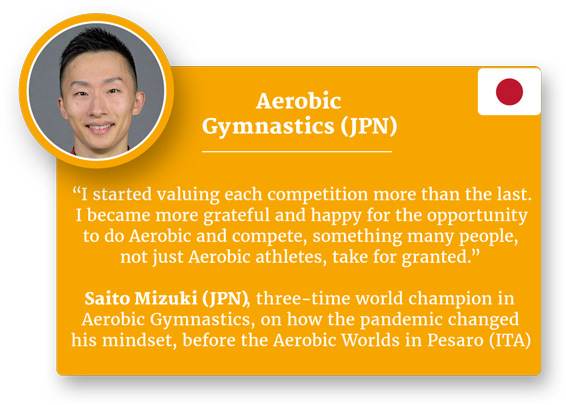 Aerobic
Gymnastics (JPN)
“I started valuing each competition more than the last.
I became more grateful and happy for the opportunity
to do Aerobic and compete, something many people,
not just Aerobic athletes, take for granted.”
Saito Mizuki (JPN), three-time world champion in
Aerobic Gymnastics, on how the pandemic changed
his mindset, before the Aerobic Worlds in Pesaro (ITA)